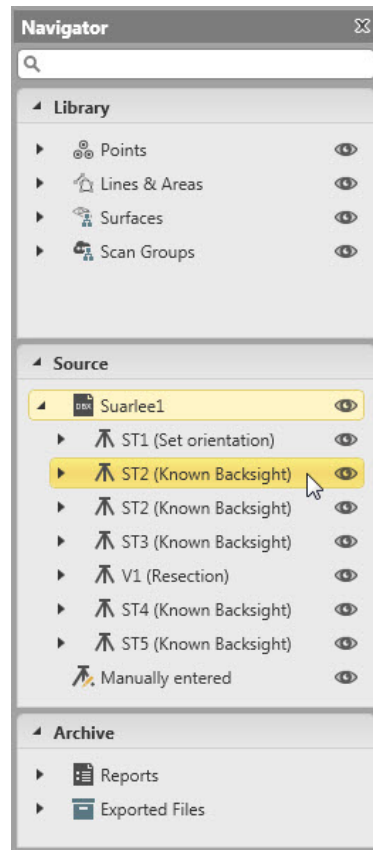 Navigator
Library
Points
Lines & Areas
Surfaces
Scan Groups
Source
DBX Suarlee1
ST1 (Set orientation)
ST2 (Known Backsight)
ST2 (Known Backsight)
ST3 (Known Backsight)
V1 (Resection)
ST4 (Known Backsight)
ST5 (Known Backsight)
Manually entered
Archive
Reports
Exported Files